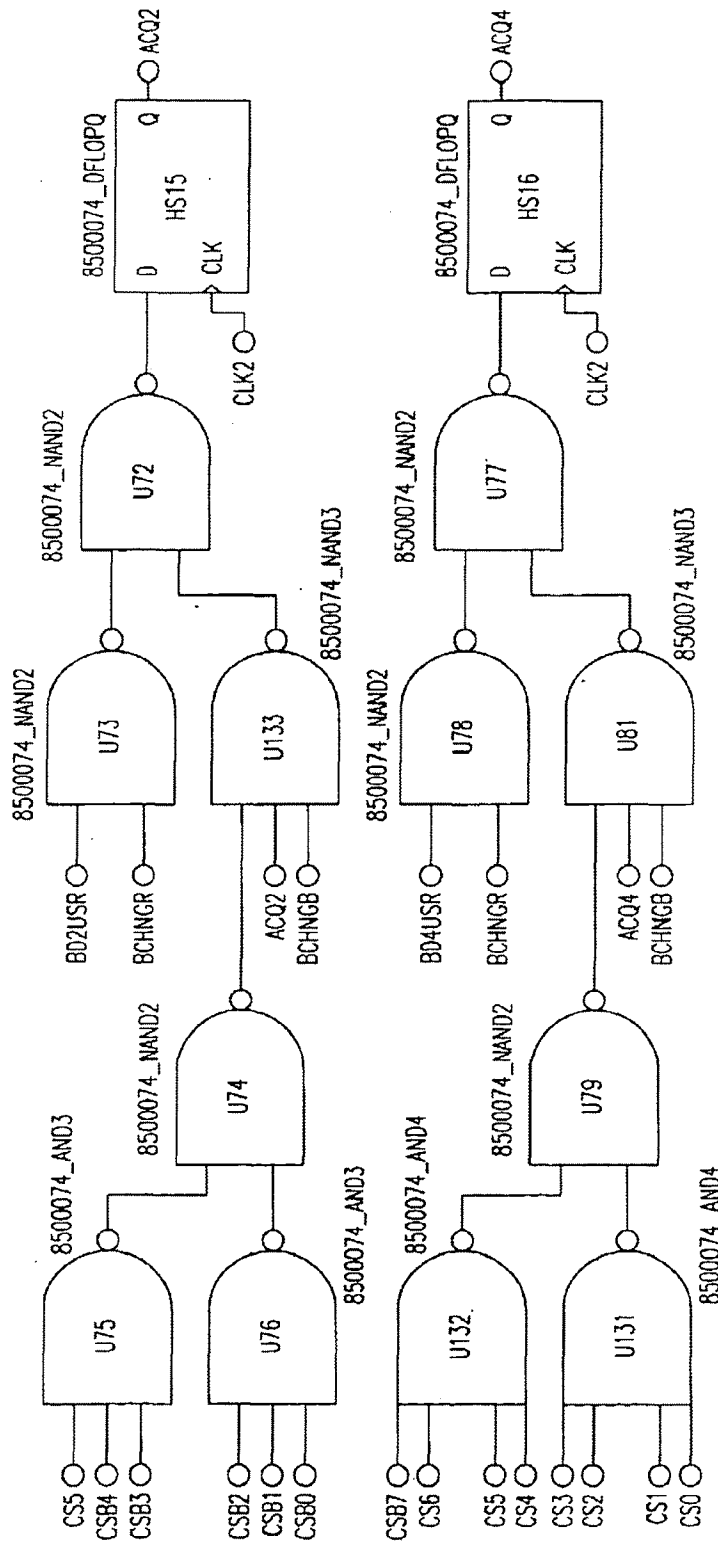 8500074_AND3
CS5
CSB4
CSB3
U75
8500074_NAND2
CSB2
CSB1
CSB0
U76
8500074_AND3
U74
8500074_NAND2
BD2USR
BCHNGR
U73
8500074_NAND2
ACQ2
BCHNGB
U133
8500074_NAND3
U72
8500074_DFLOPQ
D
Q
HS15
CLK
CLK2
ACQ2
8500074_AND4
CSB7
CS6
CS5
CS4
U132
8500074_NAND2
CS3
CS2
CS1
CS0
U131
8500074_AND4
U79
8500074_NAND2
BD4USR
BCHNGR
U78
8500074_NAND2
ACQ4
BCHNGB
U81
8500074_NAND3
U77
8500074_DFLOPQ
D
Q
HS16
CLK
CLK2
ACQ4